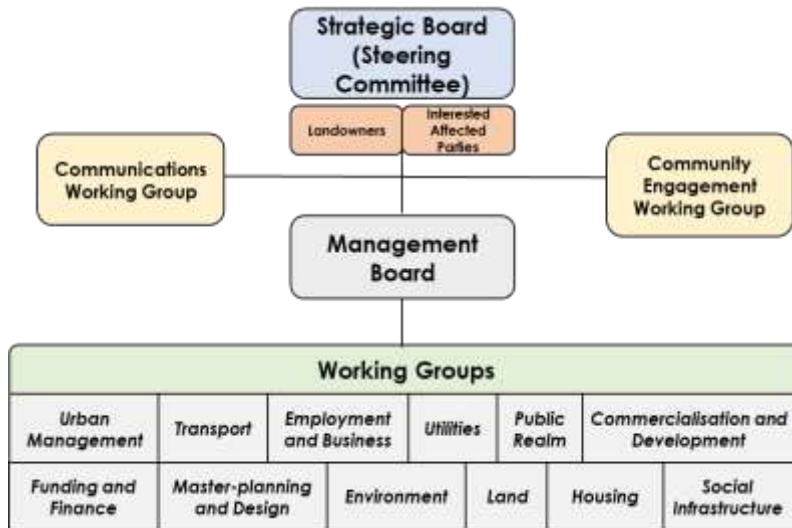 Strategic Board
(Steering
Committee)
Landowners
Interested
Affected
Parties
Communications
Working Group
Community
Engagement
Working Group
Management
Board
Working Groups
Urban
Management
Transport
Employment
and Business
Utilities
Public
Realm
Commercialisation and
Development
Funding and
Finance
Master-planning
and Design
Environment
Land
Housing
Social
Infrastructure